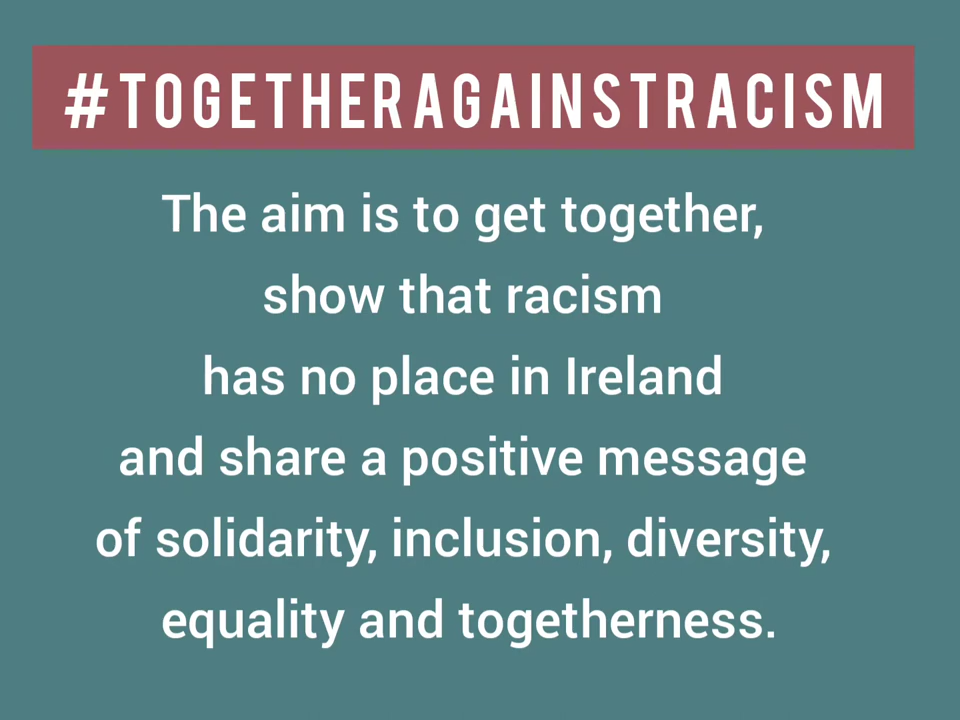 #TOGETHERAGAINSTRACISM
The aim is to get together,
show that racism
has no place in Ireland
and share a positive message
of solidarity, inclusion, diversity,
equality and togetherness.